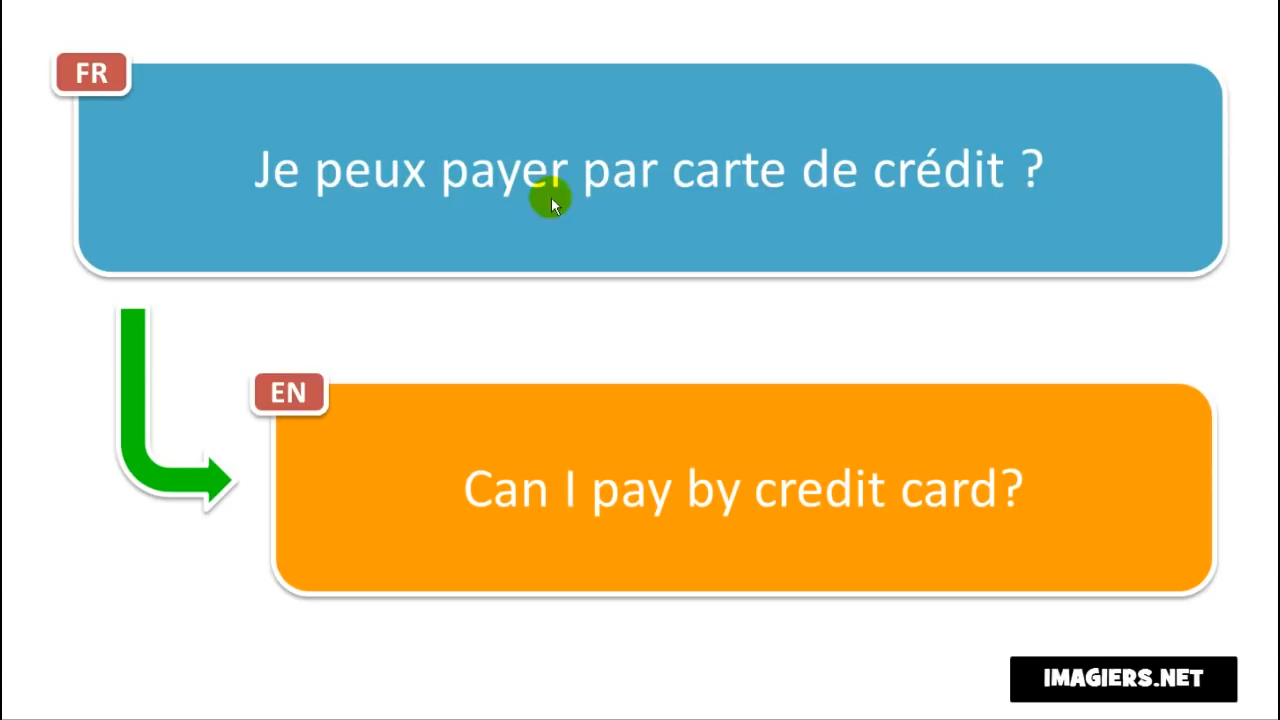 FR
Je peux payer par carte de crédit ?
EN
Can I pay by credit card?
IMAGIERS.NET